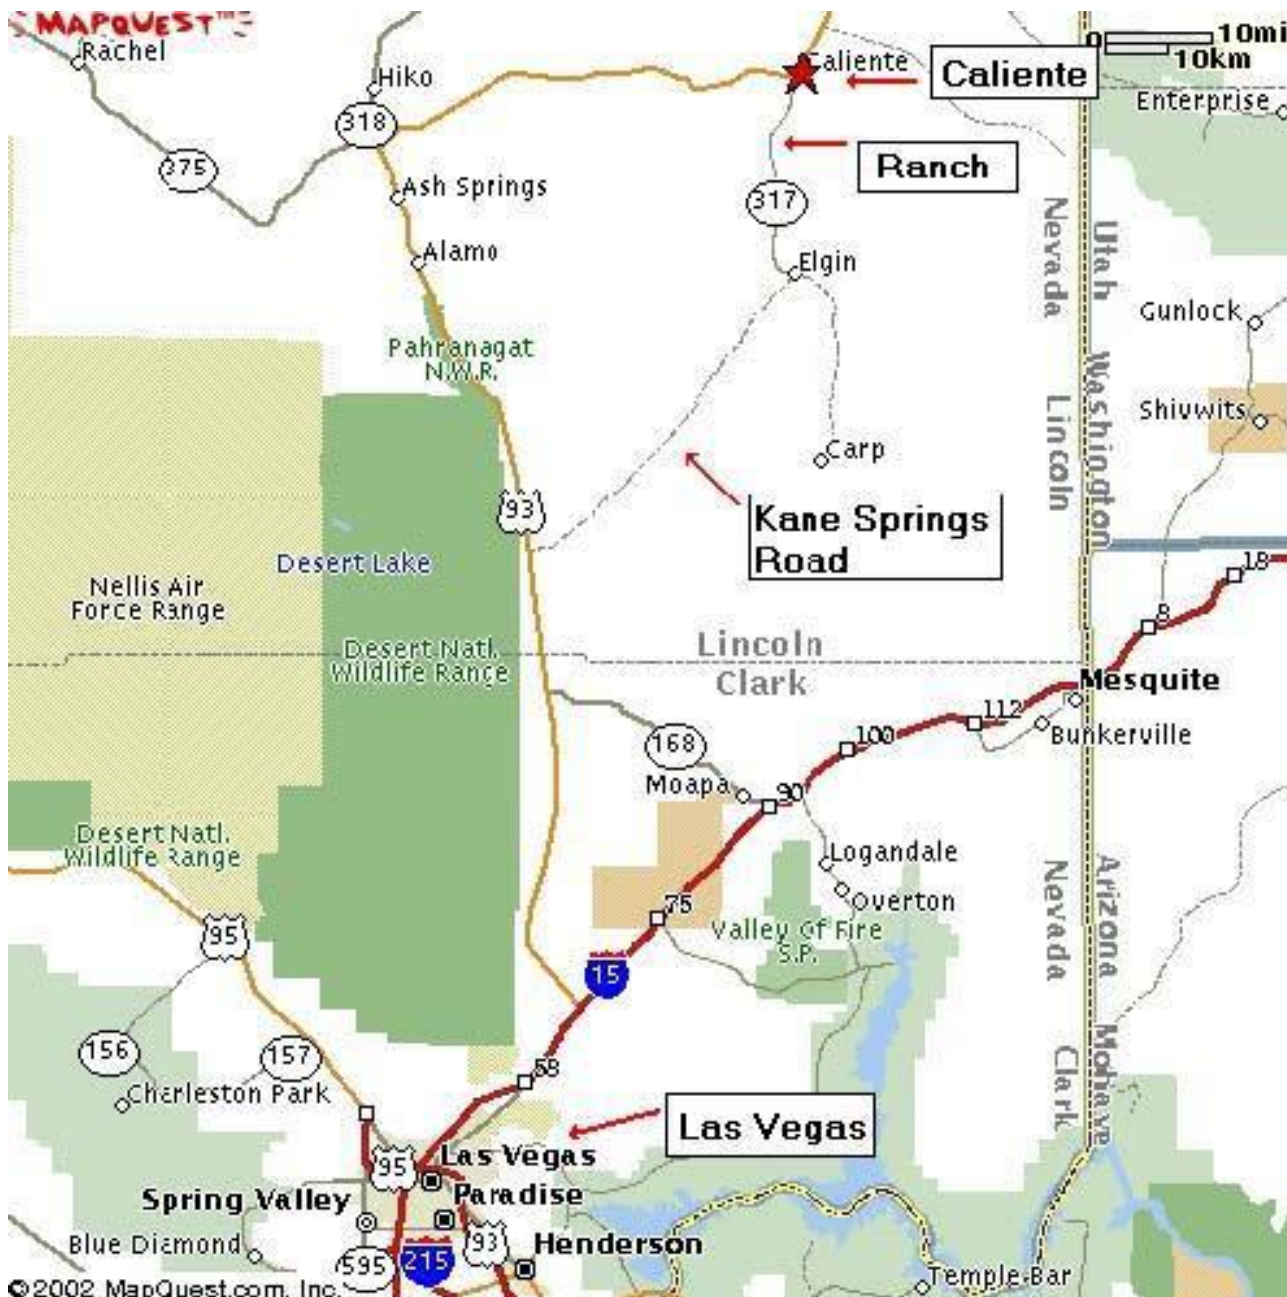 MAPQUEST™
Rachel
Hiko
Caliente
Caliente
0 10mi
10km
Enterprise
318
375
Ranch
Ash Springs
317
Alamo
Elgin
Nevada
Utah
Gunlock
Pahranagat
N.W.R.
Lincoln
Washington
Shivwits
Carp
93
Kane Springs
Road
Desert Lake
Nellis Air
Force Range
18
8
Desert Natl.
Wildlife Range
Lincoln
Clark
Mesquite
112
100
Bunkerville
168
Moapa
90
Desert Natl.
Wildlife Range
Logandale
Overton
75
Valley Of Fire
S.P.
Nevada
Arizona
95
15
156
157
58
Clark
Mohave
Charleston Park
Las Vegas
95
Las Vegas
Spring Valley
Paradise
Blue Diamond
595
215
93
Henderson
Temple Bar
©2002 MapQuest.com, Inc.